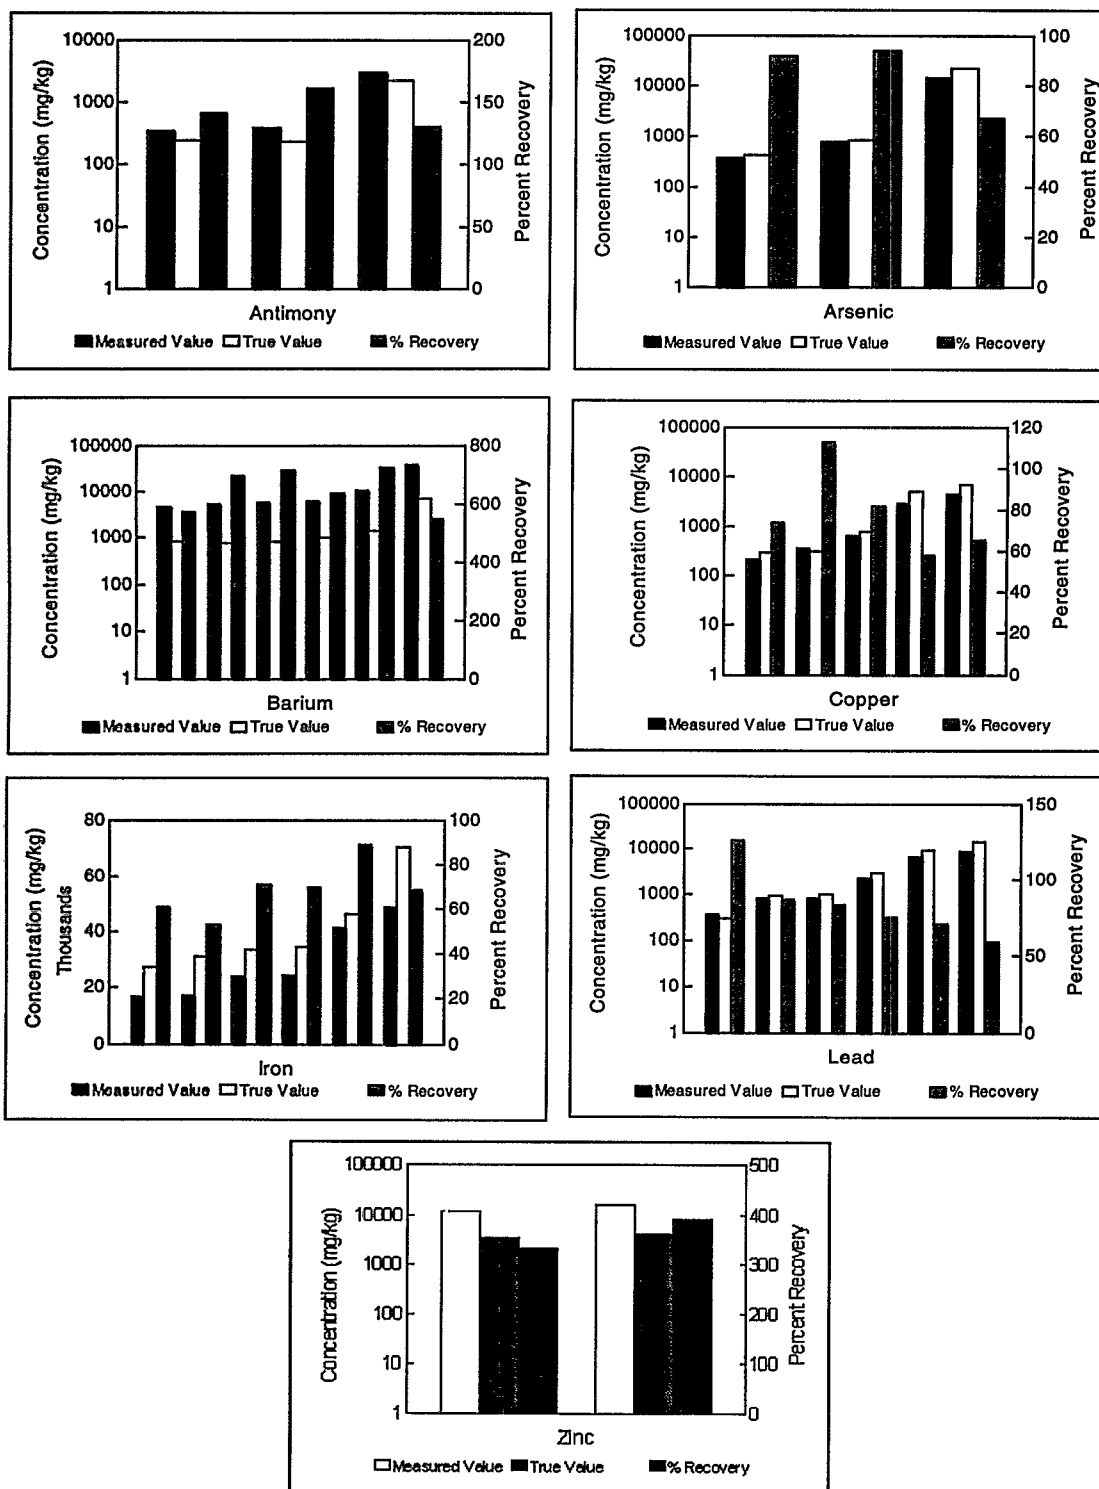 10000
1000
100
10
1
200
150
100
50
0
Concentration (mg/kg)
Percent Recovery
Antimony
Measured Value True Value % Recovery
100000
10000
1000
100
10
1
100
80
60
40
20
0
Concentration (mg/kg)
Percent Recovery
Arsenic
Measured Value True Value % Recovery
100000
10000
1000
100
10
1
800
600
400
200
0
Concentration (mg/kg)
Percent Recovery
Barium
Measured Value True Value % Recovery
100000
10000
1000
100
10
1
120
100
80
60
40
20
0
Concentration (mg/kg)
Percent Recovery
Copper
Measured Value True Value % Recovery
80
60
40
20
0
100
80
60
40
20
0
Concentration (mg/kg)
Thousands
Percent Recovery
Iron
Measured Value True Value % Recovery
100000
10000
1000
100
10
1
150
100
50
0
Concentration (mg/kg)
Percent Recovery
Lead
Measured Value True Value % Recovery
100000
10000
1000
100
10
1
500
400
300
200
100
0
Concentration (mg/kg)
Percent Recovery
Zinc
Measured Value True Value % Recovery